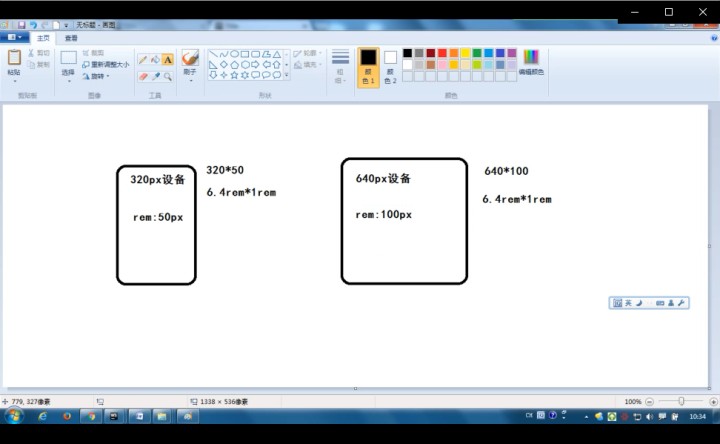 无标题 - 画图
主页
查看
粘贴
剪切
复制
剪贴板
选择
裁剪
重新调整大小
旋转
图像
A
工具
刷子
形状
轮廓
填充
粗细
颜色 1
颜色 2
颜色
编辑颜色
320px设备
rem:50px
320*50
6.4rem*1rem
640px设备
rem:100px
640*100
6.4rem*1rem
英
779, 327像素
1338 × 536像素
100%
CH
10:34